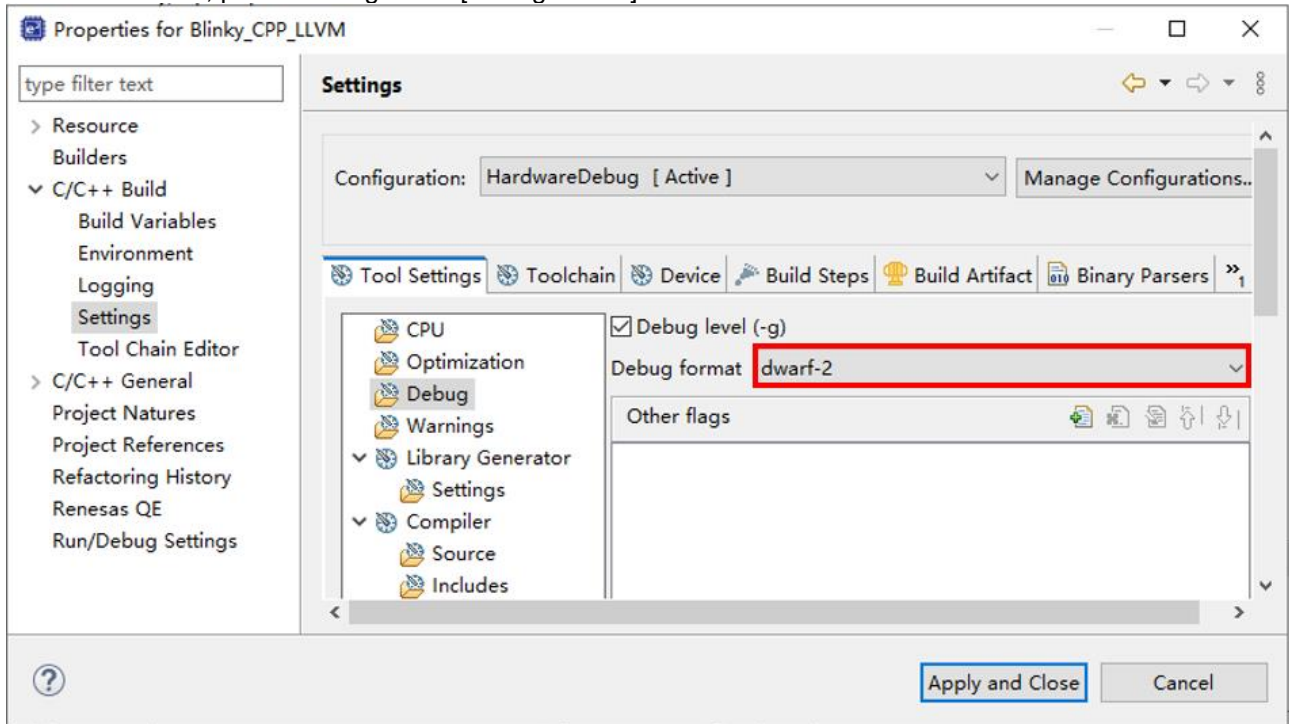 Properties for Blinky_CPP_LLVM
type filter text
Resource
Builders
C/C++ Build
Build Variables
Environment
Logging
Settings
Tool Chain Editor
C/C++ General
Project Natures
Project References
Refactoring History
Renesas QE
Run/Debug Settings
Settings
Configuration: HardwareDebug [ Active ] Manage Configurations..
Tool Settings Toolchain Device Build Steps Build Artifact Binary Parsers »1
CPU
Optimization
Debug
Warnings
Library Generator
Settings
Compiler
Source
Includes
Debug level (-g)
Debug format dwarf-2
Other flags
Apply and Close Cancel